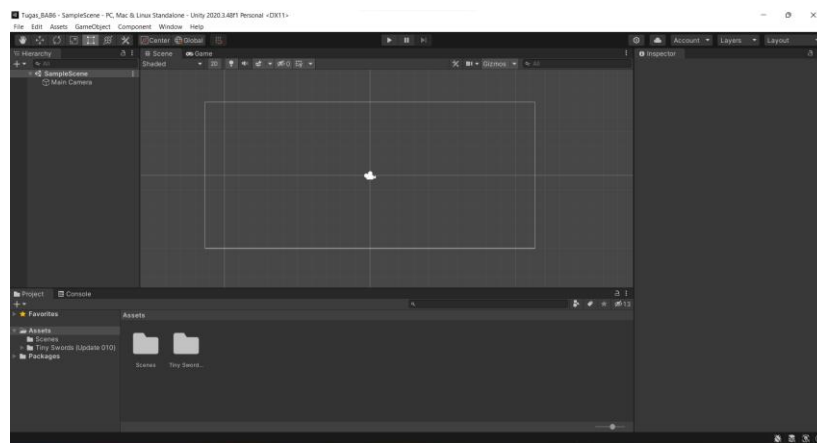 Tugas_BAB6 - SampleScene - PC, Mac & Linux Standalone - Unity 2020.3.48f1 Personal <DX11>
File Edit Assets GameObject Component Window Help
Center Global
Account Layers Layout
Hierarchy
Scene Game
Inspector
All
Shaded 2D 0 Gizmos All
SampleScene
Main Camera
Project Console
13
Favorites
Assets
Assets
Scenes
Tiny Swords (Update 010)
Packages
Scenes Tiny Sword...